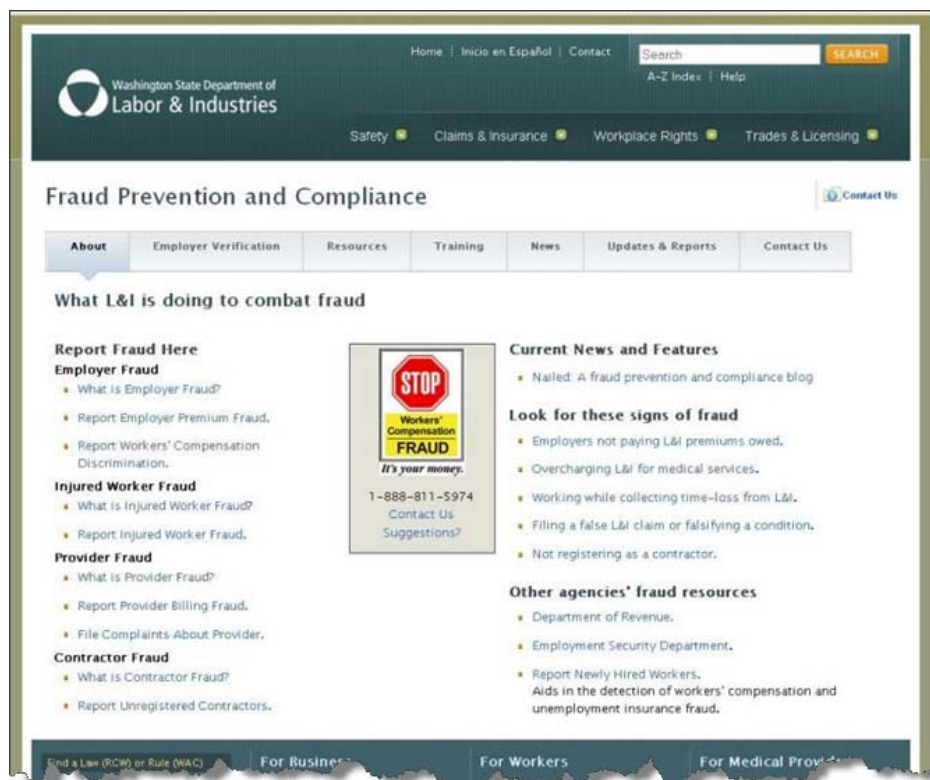 Home | Inicio en Español | Contact
Search
SEARCH
A-Z Index | Help
Washington State Department of
Labor & Industries
Safety
Claims & Insurance
Workplace Rights
Trades & Licensing
Fraud Prevention and Compliance
Contact Us
About
Employer Verification
Resources
Training
News
Updates & Reports
Contact Us
What L&I is doing to combat fraud
Report Fraud Here
Employer Fraud
What is Employer Fraud?
Report Employer Premium Fraud.
Report Workers' Compensation
Discrimination.
Injured Worker Fraud
What is Injured Worker Fraud?
Report Injured Worker Fraud.
Provider Fraud
What is Provider Fraud?
Report Provider Billing Fraud.
File Complaints About Provider.
Contractor Fraud
What is Contractor Fraud?
Report Unregistered Contractors.
STOP
Workers'
Compensation
FRAUD
It's your money.
1-888-811-5974
Contact Us
Suggestions?
Current News and Features
Nailed: A fraud prevention and compliance blog
Look for these signs of fraud
Employers not paying L&I premiums owed.
Overcharging L&I for medical services.
Working while collecting time-loss from L&I.
Filing a false L&I claim or falsifying a condition.
Not registering as a contractor.
Other agencies' fraud resources
Department of Revenue.
Employment Security Department.
Report Newly Hired Workers.
Aids in the detection of workers' compensation and
unemployment insurance fraud.
Find a Law (RCW) or Rule (WAC)
For Business
For Workers
For Medical